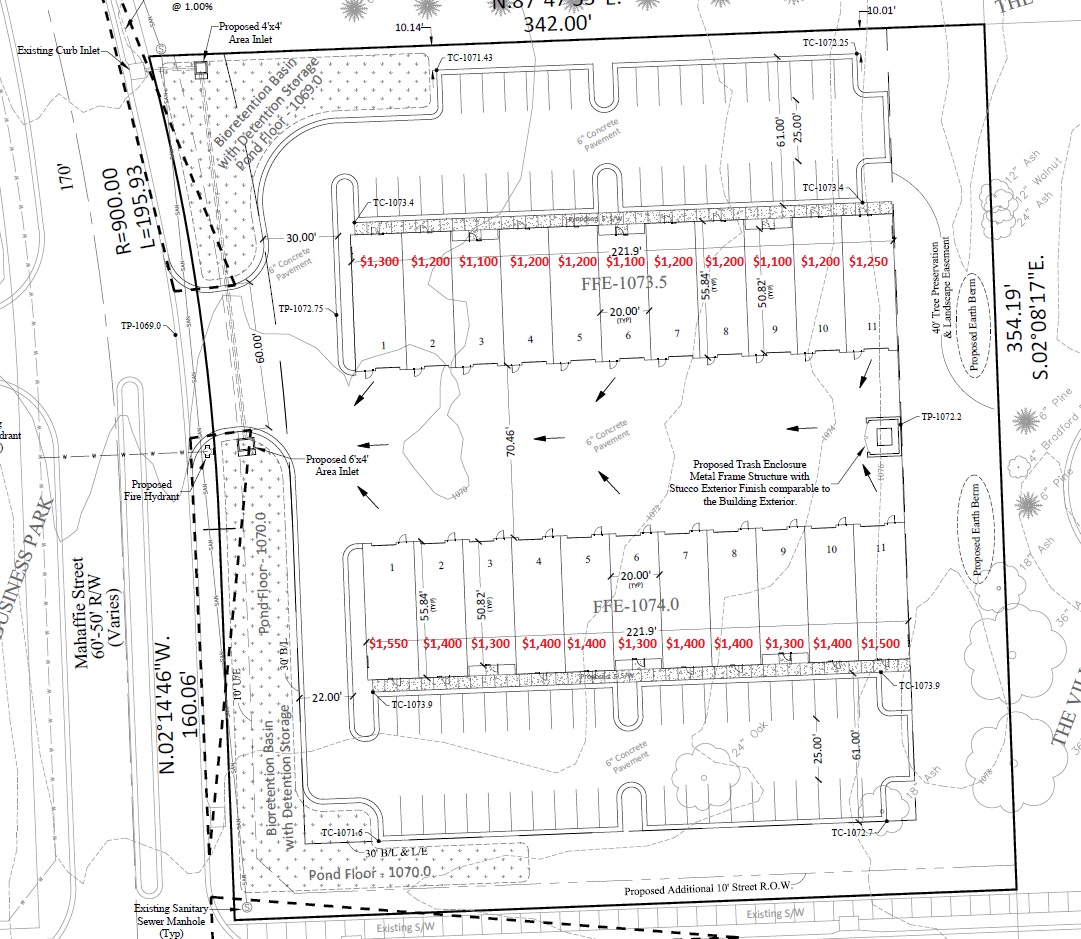 @ 1.00%
N.87°47'53"E.
342.00'
10.14'
10.01'
THE
Proposed 4'x4'
Area Inlet
Existing Curb Inlet
TC-1071.43
TC-1072.25
Bioretention Basin
with Detention Storage
Pond Floor - 1069.0
6" Concrete
Pavement
61.00'
25.00'
170'
R=900.00
L=195.93
SAN
12" Ash
12" Walnut
24" Ash
TC-1073.4
TC-1073.4
Proposed 5' S/W
30.00'
6" Concrete
Pavement
221.9'
$1,300 $1,200 $1,100 $1,200 $1,200 $1,100 $1,200 $1,200 $1,100 $1,200 $1,250
FFE-1073.5
55.84'
(TYP)
50.82'
(TYP)
20.00'
(TYP)
1 2 3 4 5 6 7 8 9 10 11
40' Tree Preservation
& Landscape Easement
Proposed Earth Berm
354.19'
S.02°08'17"E.
TP-1072.75
TP-1069.0
60.00'
70.46'
6" Concrete
Pavement
1074
1076
TP-1072.2
6" Pine
Bradford
6" Pine
Proposed 6'x4'
Area Inlet
Proposed
Fire Hydrant
Proposed Trash Enclosure
Metal Frame Structure with
Stucco Exterior Finish comparable to
the Building Exterior.
1070
1072
Proposed Earth Berm
18" Ash
36"
BUSINESS PARK
Mahaffie Street
60'-50' R/W
(Varies)
N.02°14'46"W.
160.06'
Pond Floor - 1070.0
10' U/E
30' B/L
1 2 3 4 5 6 7 8 9 10 11
55.84'
(TYP)
50.82'
(TYP)
20.00'
(TYP)
FFE-1074.0
221.9'
$1,550 $1,400 $1,300 $1,400 $1,400 $1,300 $1,400 $1,400 $1,300 $1,400 $1,500
Proposed 5' S/W
22.00'
TC-1073.9
TC-1073.9
Bioretention Basin
with Detention Storage
6" Concrete
Pavement
24" Oak
25.00'
61.00'
18" Ash
1078
THE VIL
TC-1071.6
TC-1072.7
30' B/L & L/E
Pond Floor - 1070.0
Proposed Additional 10' Street R.O.W.
Existing Sanitary
Sewer Manhole
(Typ)
Existing S/W
Existing S/W